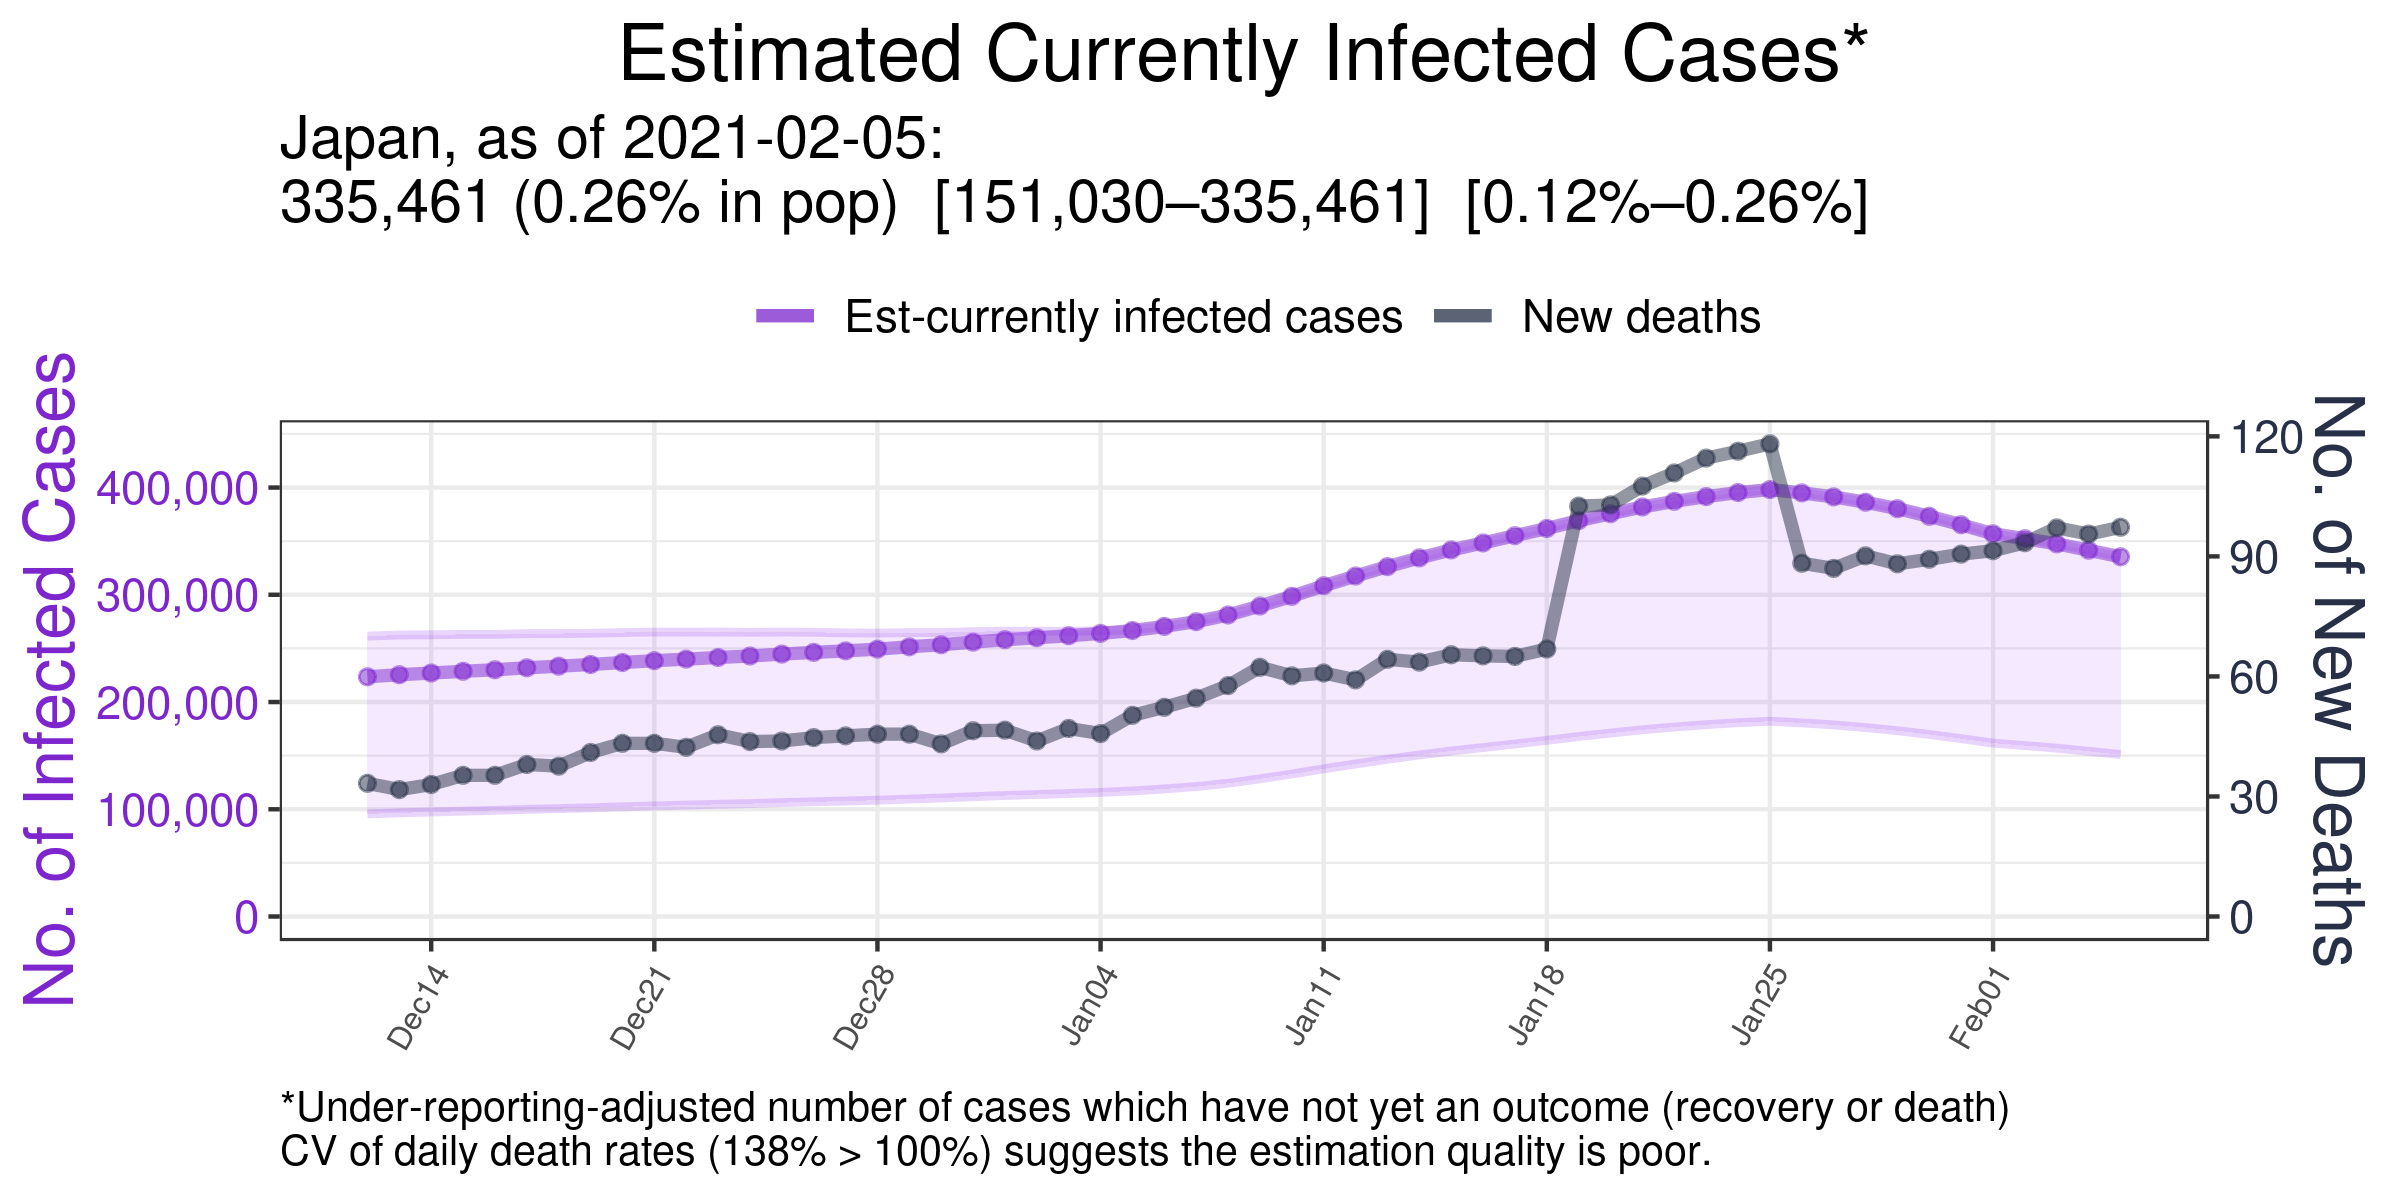 Estimated Currently Infected Cases*
Japan, as of 2021-02-05:
335,461 (0.26% in pop)  [151,030–335,461]  [0.12%–0.26%]
Est-currently infected cases
New deaths
No. of Infected Cases
400,000
300,000
200,000
100,000
0
120
90
60
30
0
No. of New Deaths
Dec14
Dec21
Dec28
Jan04
Jan11
Jan18
Jan25
Feb01
*Under-reporting-adjusted number of cases which have not yet an outcome (recovery or death)
CV of daily death rates (138% > 100%) suggests the estimation quality is poor.